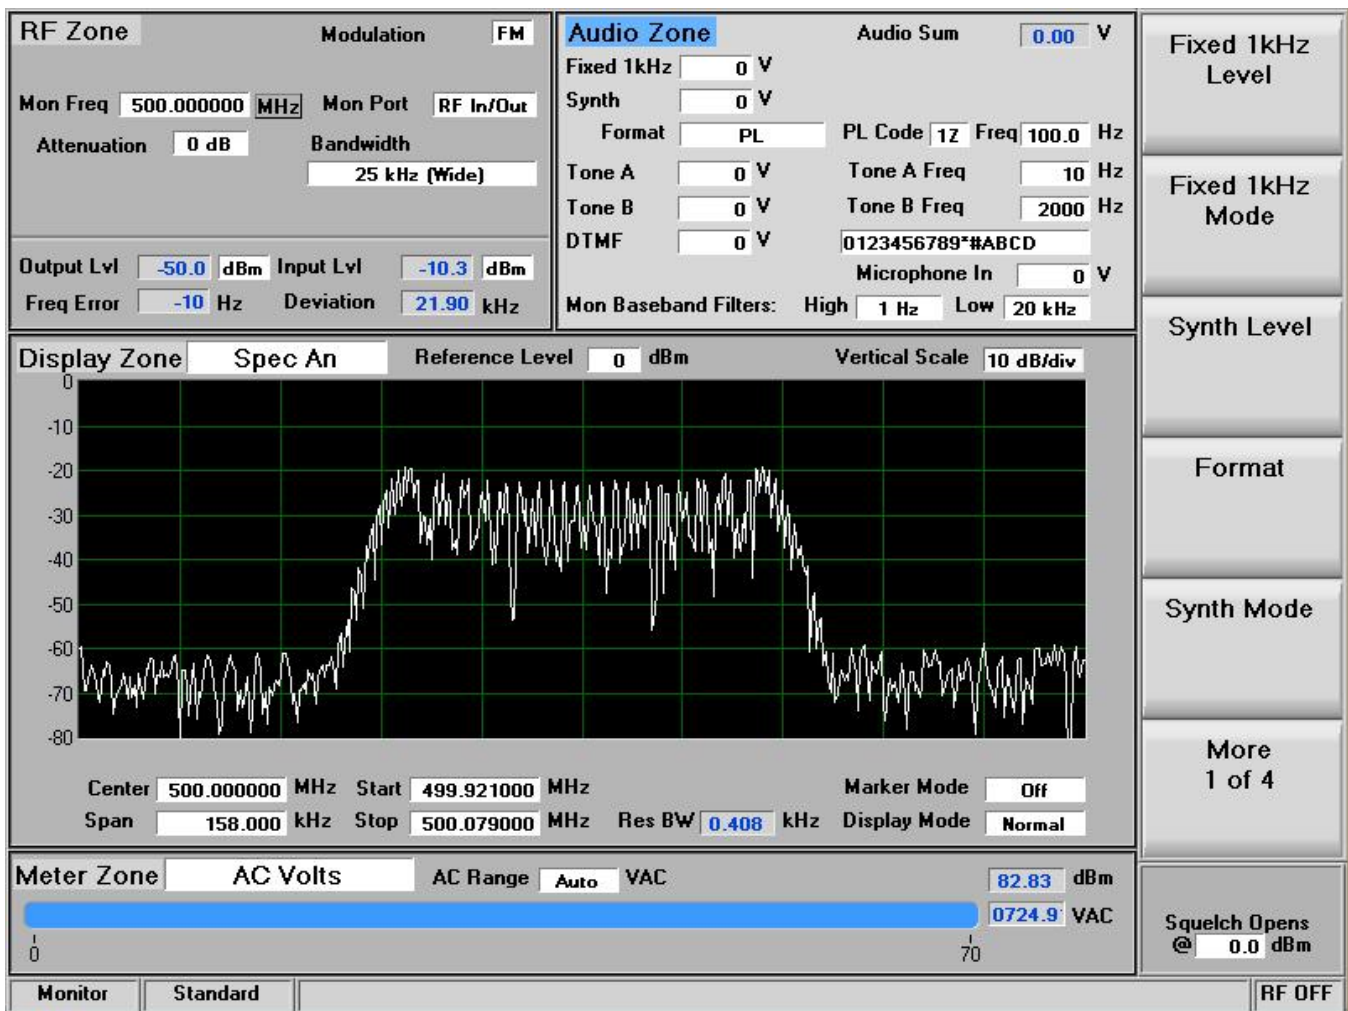 RF Zone Modulation FM
Mon Freq 500.000000 MHz Mon Port RF In/Out
Attenuation 0 dB Bandwidth
25 kHz (Wide)
Output Lvl -50.0 dBm Input Lvl -10.3 dBm
Freq Error -10 Hz Deviation 21.90 kHz
Audio Zone Audio Sum 0.00 V
Fixed 1kHz 0 V
Synth 0 V
Format PL PL Code 1Z Freq 100.0 Hz
Tone A 0 V Tone A Freq 10 Hz
Tone B 0 V Tone B Freq 2000 Hz
DTMF 0 V 0123456789*#ABCD
Microphone In 0 V
Mon Baseband Filters: High 1 Hz Low 20 kHz
Display Zone Spec An Reference Level 0 dBm Vertical Scale 10 dB/div
0
-10
-20
-30
-40
-50
-60
-70
-80
Center 500.000000 MHz Start 499.921000 MHz Marker Mode Off
Span 158.000 kHz Stop 500.079000 MHz Res BW 0.408 kHz Display Mode Normal
Meter Zone AC Volts AC Range Auto VAC 82.83 dBm
0724.9 VAC
0 70
Monitor Standard RF OFF
Fixed 1kHz
Level
Fixed 1kHz
Mode
Synth Level
Format
Synth Mode
More
1 of 4
Squelch Opens
@ 0.0 dBm